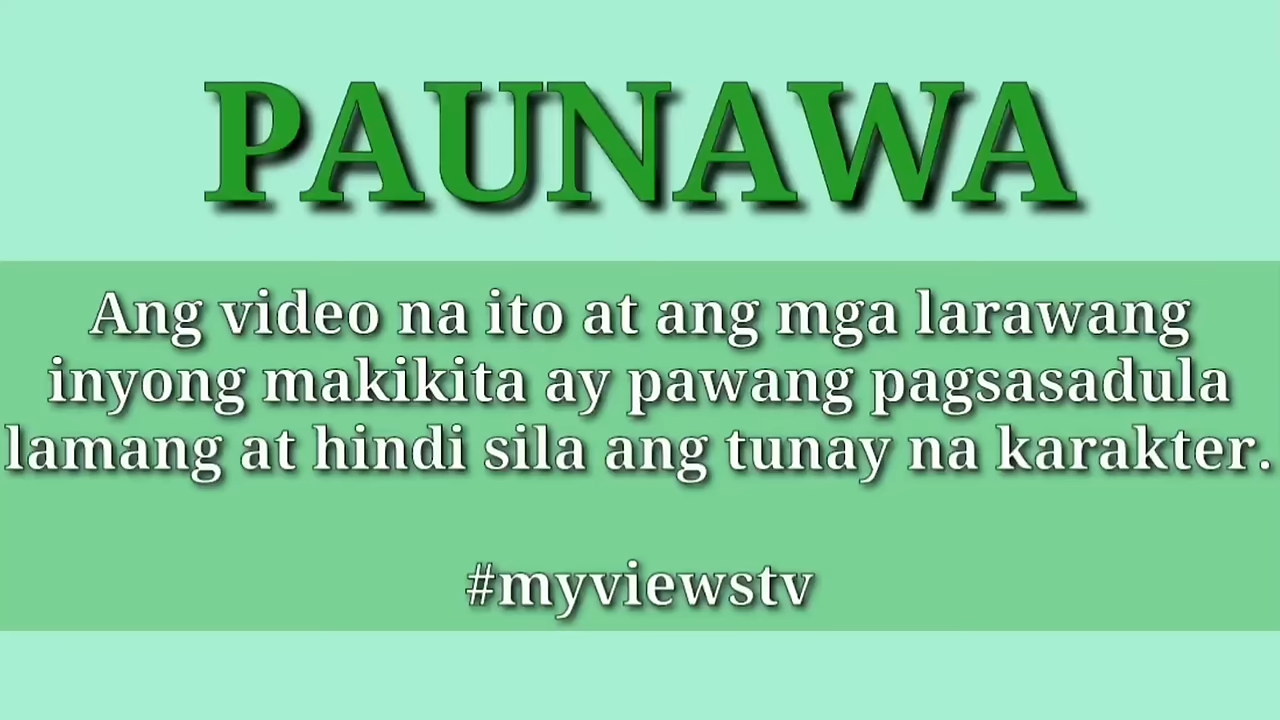 PAUNAWA
Ang video na ito at ang mga larawang
inyong makikita ay pawang pagsasadula
lamang at hindi sila ang tunay na karakter.
#myviewstv